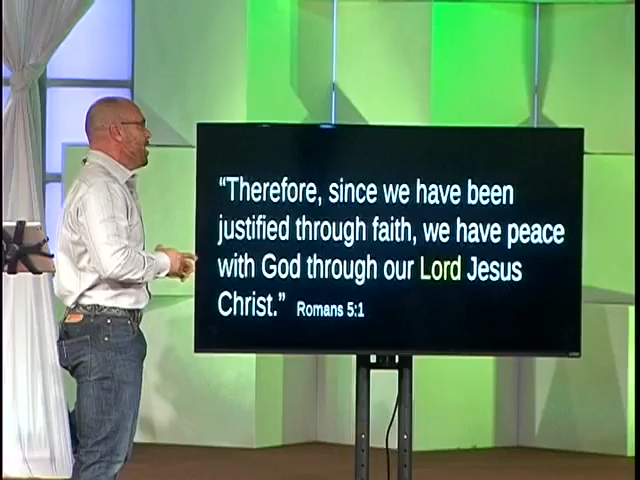 “Therefore, since we have been
justified through faith, we have peace
with God through our Lord Jesus
Christ.” Romans 5:1